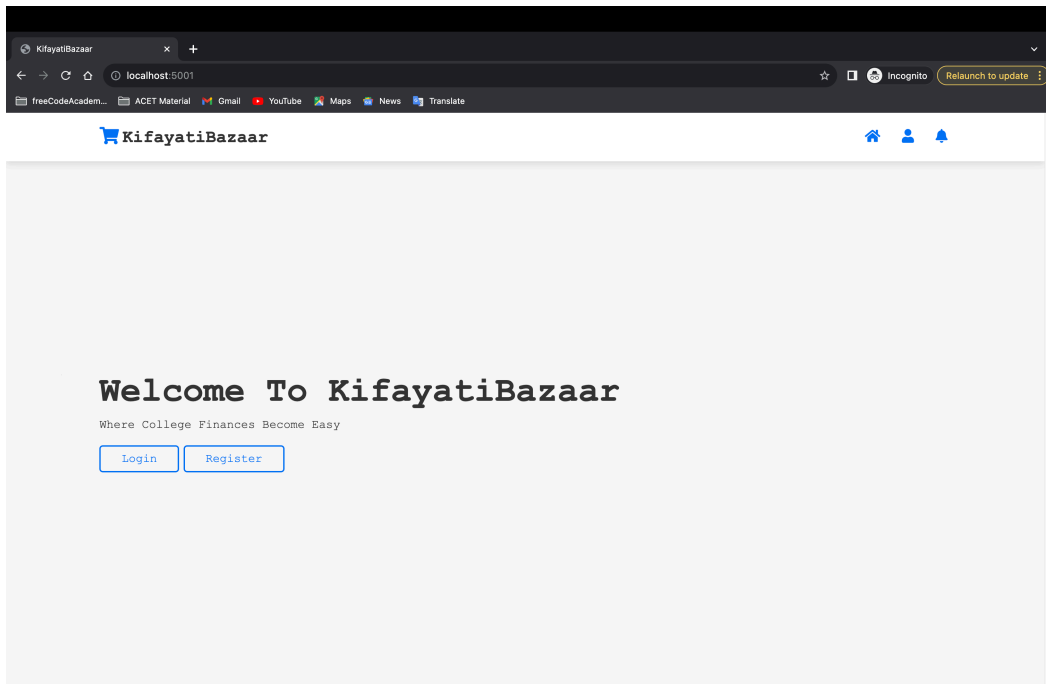 KifayatiBazaar
localhost:5001
Incognito
Relaunch to update
freeCodeAcadem...
ACET Material
Gmail
YouTube
Maps
News
Translate
KifayatiBazaar
Welcome To KifayatiBazaar
Where College Finances Become Easy
Login
Register